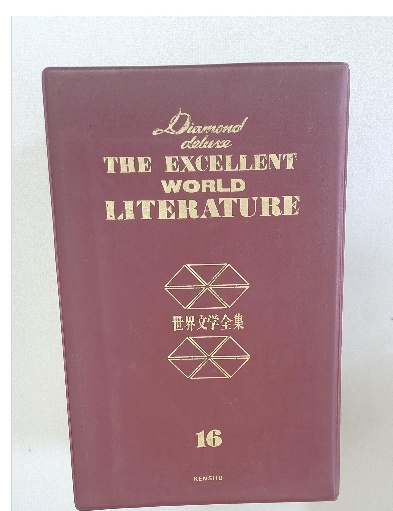 Diamond
deluxe
THE EXCELLENT
WORLD
LITERATURE
世界文学全集
16
KENSHU